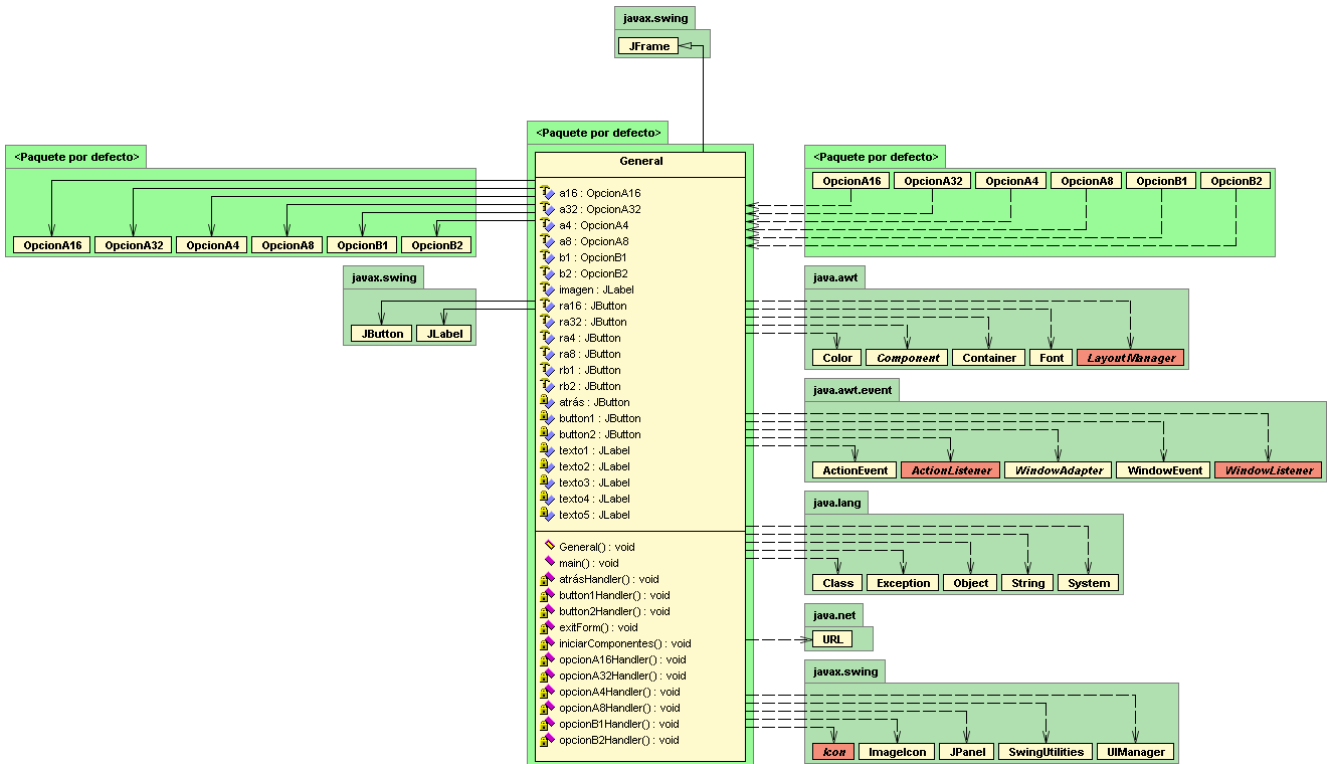 javax.swing
JFrame
<Paquete por defecto>
OpcionA16 OpcionA32 OpcionA4 OpcionA8 OpcionB1 OpcionB2
javax.swing
JButton JLabel
<Paquete por defecto>
General
a16 : OpcionA16
a32 : OpcionA32
a4 : OpcionA4
a8 : OpcionA8
b1 : OpcionB1
b2 : OpcionB2
imagen : JLabel
ra16 : JButton
ra32 : JButton
ra4 : JButton
ra8 : JButton
rb1 : JButton
rb2 : JButton
atrás : JButton
button1 : JButton
button2 : JButton
texto1 : JLabel
texto2 : JLabel
texto3 : JLabel
texto4 : JLabel
texto5 : JLabel
General() : void
main() : void
atrásHandler() : void
button1Handler() : void
button2Handler() : void
exitForm() : void
iniciarComponentes() : void
opcionA16Handler() : void
opcionA32Handler() : void
opcionA4Handler() : void
opcionA8Handler() : void
opcionB1Handler() : void
opcionB2Handler() : void
<Paquete por defecto>
OpcionA16 OpcionA32 OpcionA4 OpcionA8 OpcionB1 OpcionB2
java.awt
Color Component Container Font LayoutManager
java.awt.event
ActionEvent ActionListener WindowAdapter WindowEvent WindowListener
java.lang
Class Exception Object String System
java.net
URL
javax.swing
Icon ImageIcon JPanel SwingUtilities UIManager